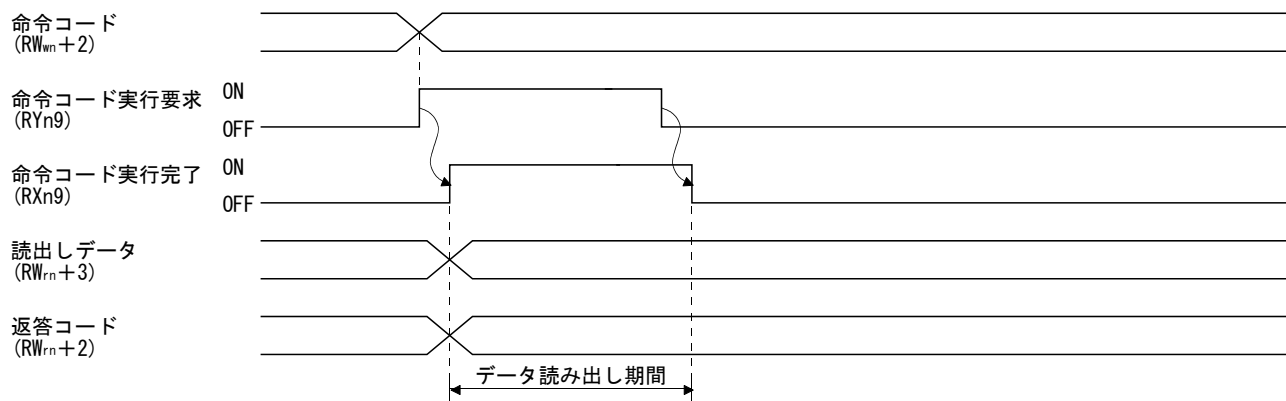 命令コード
(RWwn+2)
命令コード実行要求
(RYn9)
ON
OFF
命令コード実行完了
(RXn9)
ON
OFF
読出しデータ
(RWrn+3)
返答コード
(RWrn+2)
データ読み出し期間